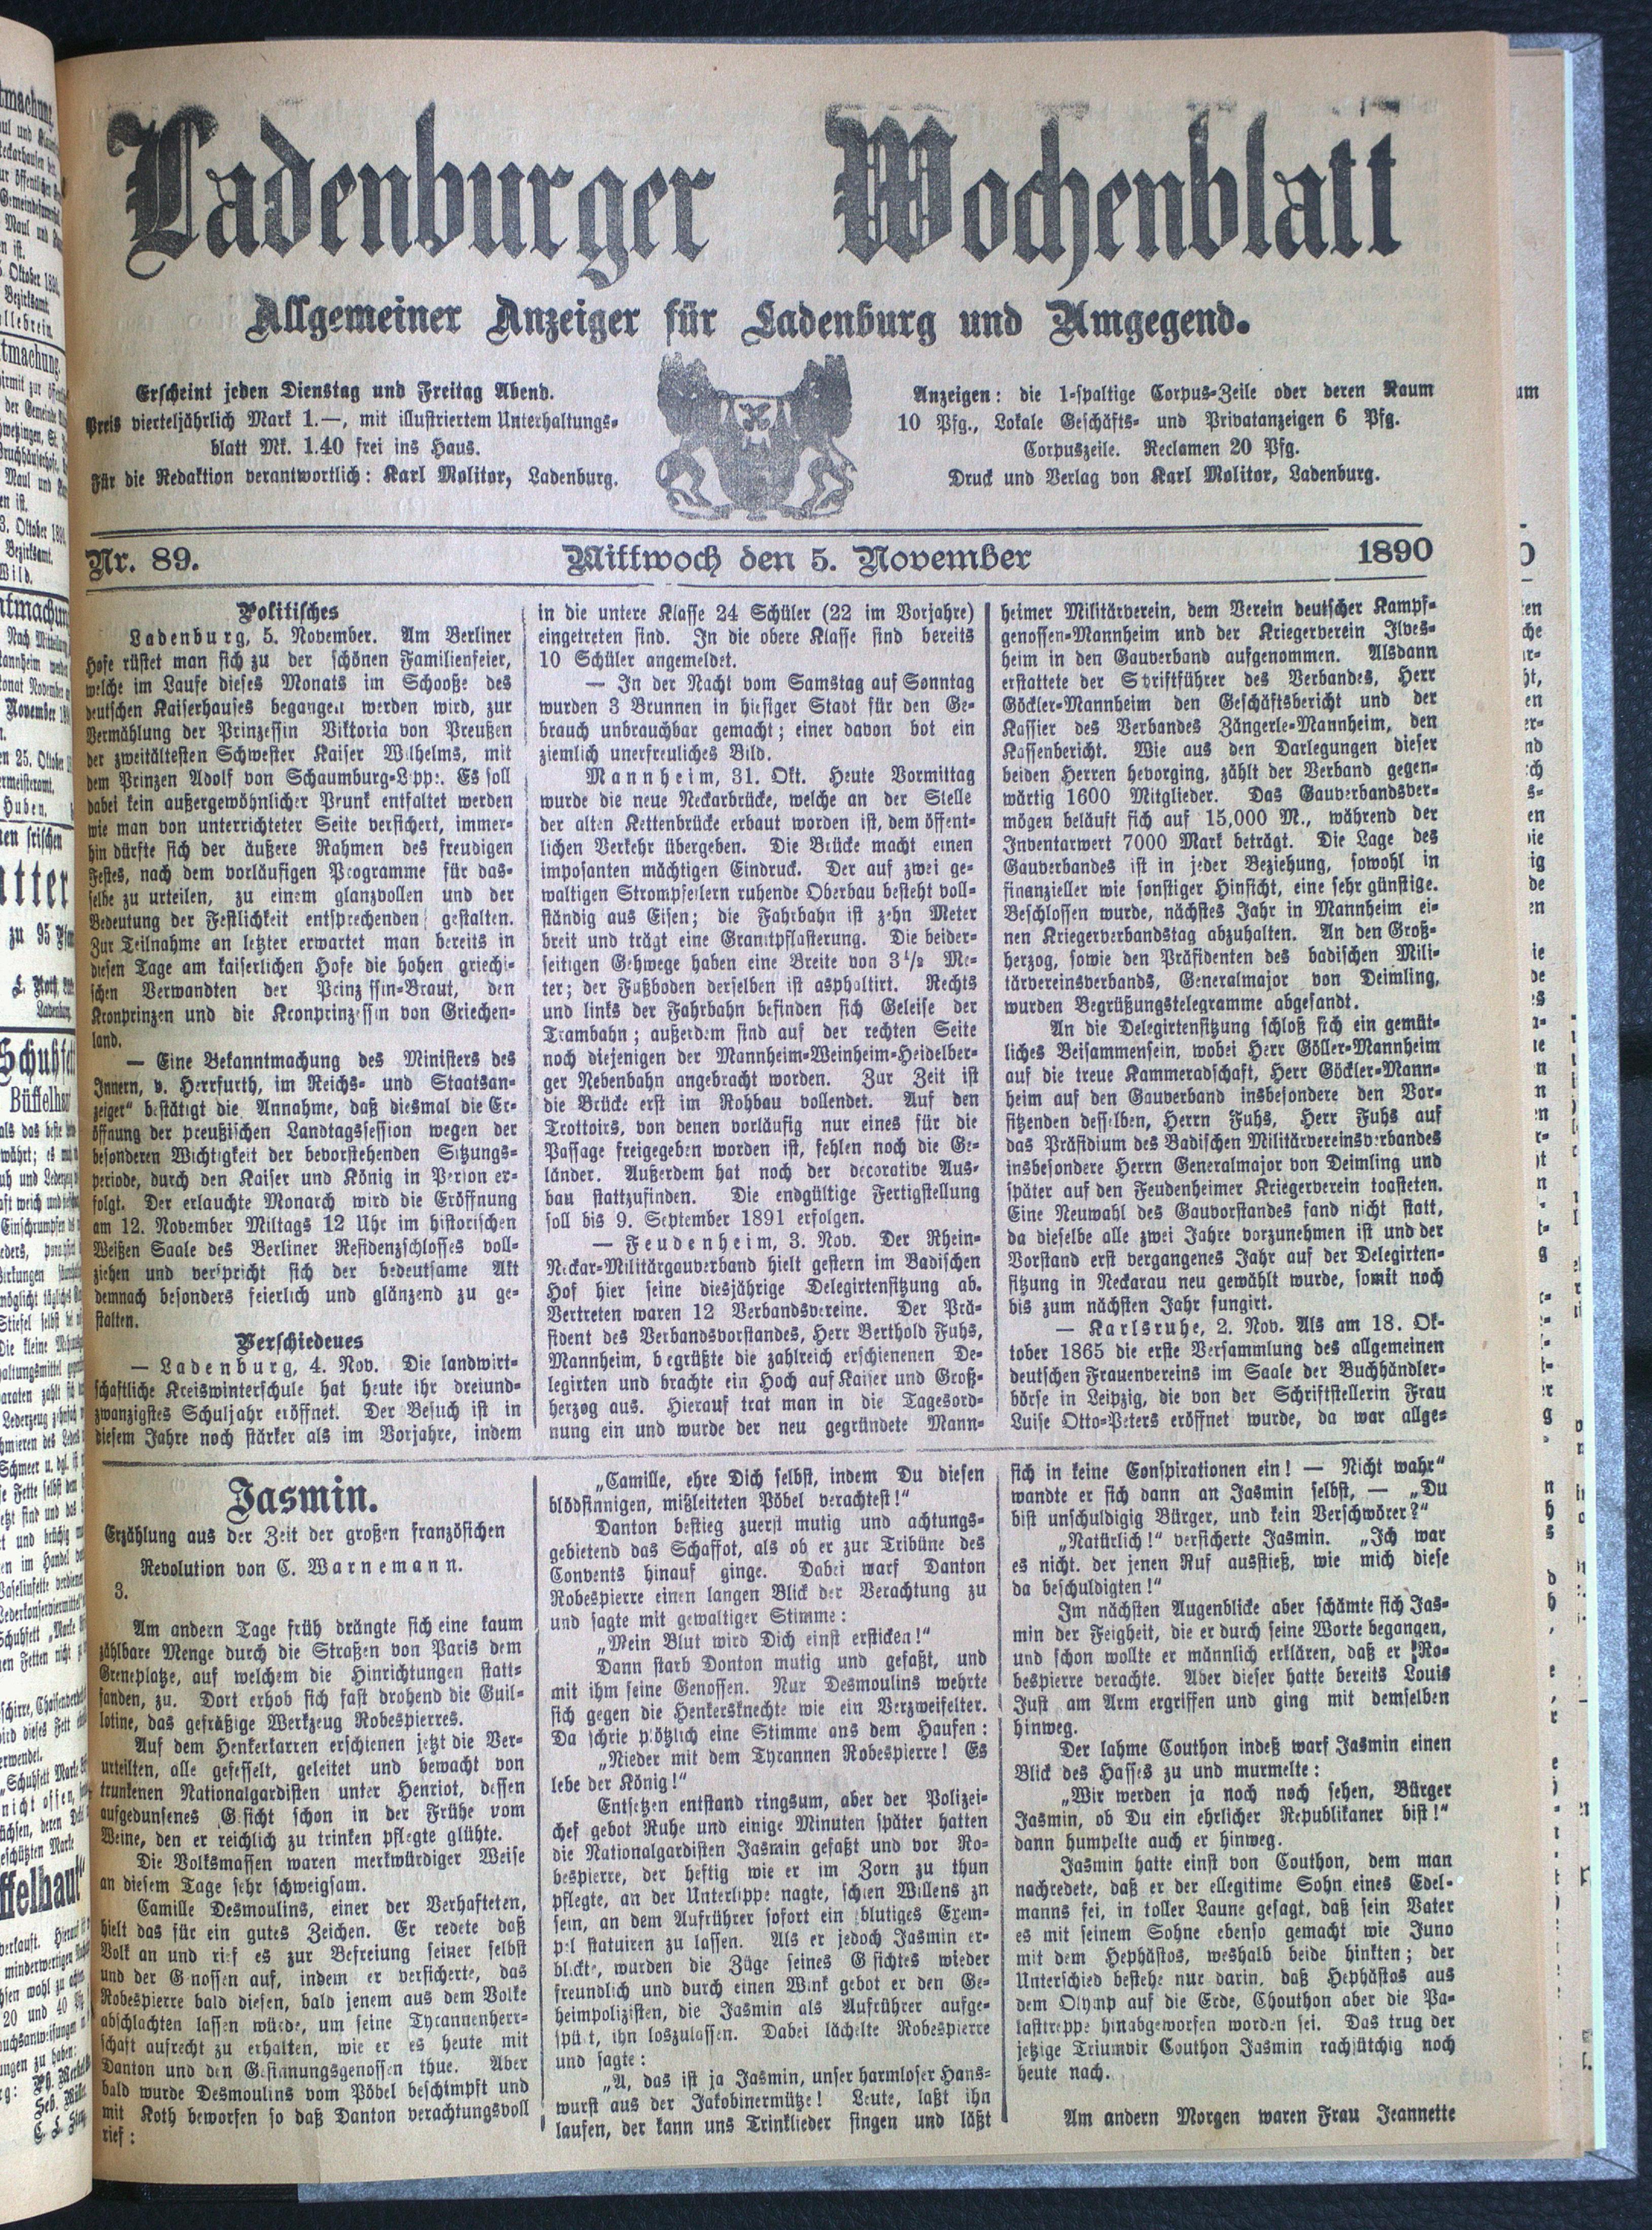 Ladenburger Wochenblatt
Allgemeiner Anzeiger für Ladenburg und Umgegend.
Erscheint jeden Dienstag und Freitag Abend.
Preis vierteljährlich Mark 1.—, mit illustriertem Unterhaltungs-
blatt Mk. 1.40 frei ins Haus.
Für die Redaktion verantwortlich: Karl Molitor, Ladenburg.
Anzeigen: die 1-spaltige Corpus-Zeile oder deren Raum
10 Pfg., Lokale Geschäfts- und Privatanzeigen 6 Pfg.
Corpuszeile. Reclamen 20 Pfg.
Druck und Verlag von Karl Molitor, Ladenburg.
Nr. 89. Mittwoch den 5. November 1890
Politisches
Ladenburg, 5. November. Am Berliner
Hofe rüstet man sich zu der schönen Familienfeier,
welche im Laufe dieses Monats im Schooße des
deutschen Kaiserhauses begangen werden wird, zur
Vermählung der Prinzessin Viktoria von Preußen
der zweitältesten Schwester Kaiser Wilhelms, mit
dem Prinzen Adolf von Schaumburg-Lippe. Es soll
dabei kein außergewöhnlicher Prunk entfaltet werden
wie man von unterrichteter Seite versichert, immer-
hin dürfte sich der äußere Rahmen des freudigen
Festes, nach dem vorläufigen Programme für das-
selbe zu urteilen, zu einem glanzvollen und der
Bedeutung der Festlichkeit entsprechenden gestalten.
Zur Teilnahme an letzter erwartet man bereits in
diesen Tage am kaiserlichen Hofe die hohen griechi-
schen Verwandten der Prinzessin-Braut, den
Kronprinzen und die Kronprinzessin von Griechen-
land.
— Eine Bekanntmachung des Ministers des
Innern, v. Herrfurth, im Reichs- und Staatsan-
zeiger" bestätigt die Annahme, daß diesmal die Er-
öffnung der preußischen Landtagssession wegen der
besonderen Wichtigkeit der bevorstehenden Sitzungs-
periode, durch den Kaiser und König in Person er-
folgt. Der erlauchte Monarch wird die Eröffnung
am 12. November Miltags 12 Uhr im historischen
Weißen Saale des Berliner Residenzschlosses voll-
ziehen und verspricht sich der bedeutsame Akt
demnach besonders feierlich und glänzend zu ge-
stalten.
Verschiedenes
— Ladenburg, 4. Nov. Die landwirt-
schaftliche Kreiswinterschule hat heute ihr dreiund-
zwanzigstes Schuljahr eröffnet. Der Besuch ist in
diesem Jahre noch stärker als im Vorjahre, indem
in die untere Klasse 24 Schüler (22 im Vorjahre)
eingetreten sind. In die obere Klasse sind bereits
10 Schüler angemeldet.
— In der Nacht vom Samstag auf Sonntag
wurden 3 Brunnen in hiesiger Stadt für den Ge-
brauch unbrauchbar gemacht; einer davon bot ein
ziemlich unerfreuliches Bild.
Mannheim, 31. Okt. Heute Vormittag
wurde die neue Neckarbrücke, welche an der Stelle
der alten Kettenbrücke erbaut worden ist, dem öffent-
lichen Verkehr übergeben. Die Brücke macht einen
imposanten mächtigen Eindruck. Der auf zwei ge-
waltigen Strompfeilern ruhende Oberbau besteht voll-
ständig aus Eisen; die Fahrbahn ist zehn Meter
breit und trägt eine Granitpflasterung. Die beider-
seitigen Gehwege haben eine Breite von 3½ Me-
ter; der Fußboden derselben ist asphaltirt. Rechts
und links der Fahrbahn befinden sich Geleise der
Trambahn; außerdem sind auf der rechten Seite
noch diejenigen der Mannheim-Weinheim-Heidelber-
ger Nebenbahn angebracht worden. Zur Zeit ist
die Brücke erst im Rohbau vollendet. Auf den
Trottoirs, von denen vorläufig nur eines für die
Passage freigegeben worden ist, fehlen noch die Ge-
länder. Außerdem hat noch der decorative Aus-
bau stattzufinden. Die endgültige Fertigstellung
soll bis 9. September 1891 erfolgen.
— Feudenheim, 3. Nov. Der Rhein-
Neckar-Militärgauverband hielt gestern im Badischen
Hof hier seine diesjährige Delegirtensitzung ab.
Vertreten waren 12 Verbandsvereine. Der Prä-
sident des Verbandsvorstandes, Herr Berthold Fuhs,
Mannheim, begrüßte die zahlreich erschienenen De-
legirten und brachte ein Hoch auf Kaiser und Groß-
herzog aus. Hierauf trat man in die Tagesord-
nung ein und wurde der neu gegründete Mann-
heimer Militärverein, dem Verein deutscher Kampf-
genossen-Mannheim und der Kriegerverein Ilves-
heim in den Gauverband aufgenommen. Alsdann
erstattete der Schriftführer des Verbandes, Herr
Göckler-Mannheim den Geschäftsbericht und der
Kassier des Verbandes Zängerle-Mannheim, den
Kassenbericht. Wie aus den Darlegungen dieser
beiden Herren hevorging, zählt der Verband gegen-
wärtig 1600 Mitglieder. Das Gauverbandsver-
mögen beläuft sich auf 15,000 M., während der
Inventarwert 7000 Mark beträgt. Die Lage des
Gauverbandes ist in jeder Beziehung, sowohl in
finanzieller wie sonstiger Hinsicht, eine sehr günstige.
Beschlossen wurde, nächstes Jahr in Mannheim ei-
nen Kriegerverbandstag abzuhalten. An den Groß-
herzog, sowie den Präsidenten des badischen Mili-
tärvereinsverbands, Generalmajor von Deimling,
wurden Begrüßungstelegramme abgesandt.
An die Delegirtensitzung schloß sich ein gemüt-
liches Beisammensein, wobei Herr Göller-Mannheim
auf die treue Kammeradschaft, Herr Göckler-Mann-
heim auf den Gauverband insbesondere den Vor-
sitzenden desselben, Herrn Fuhs, Herr Fuhs auf
das Präsidium des Badischen Militärvereinsverbandes
insbesondere Herrn Generalmajor von Deimling und
später auf den Feudenheimer Kriegerverein toasteten.
Eine Neuwahl des Gauvorstandes fand nicht statt,
da dieselbe alle zwei Jahre vorzunehmen ist und der
Vorstand erst vergangenes Jahr auf der Delegirten-
sitzung in Neckarau neu gewählt wurde, somit noch
bis zum nächsten Jahr fungirt.
— Karlsruhe, 2. Nov. Als am 18. Ok-
tober 1865 die erste Versammlung des allgemeinen
deutschen Frauenvereins im Saale der Buchhändler-
börse in Leipzig, die von der Schriftstellerin Frau
Luise Otto-Peters eröffnet wurde, da war allge-
Jasmin.
Erzählung aus der Zeit der großen französichen
Revolution von C. Warnemann.
3.
Am andern Tage früh drängte sich eine kaum
zählbare Menge durch die Straßen von Paris dem
Greneplatze, auf welchem die Hinrichtungen statt-
fanden, zu. Dort erhob sich fast drohend die Guil-
lotine, das gefräßige Werkzeug Robespierres.
Auf dem Henkerkarren erschienen jetzt die Ver-
urteilten, alle gefesselt, geleitet und bewacht von
trunkenen Nationalgardisten unter Henriot, dessen
aufgedunsenes Gesicht schon in der Frühe vom
Weine, den er reichlich zu trinken pflegte glühte.
Die Volksmassen waren merkwürdiger Weise
an diesem Tage sehr schweigsam.
Camille Desmoulins, einer der Verhafteten,
hielt das für ein gutes Zeichen. Er redete daß
Volk an und rief es zur Befreiung seiner selbst
und der Genossen auf, indem er versicherte, das
Robespierre bald diesen, bald jenem aus dem Volke
abschlachten lassen würde, um seine Tyrannenherr-
schaft aufrecht zu erhalten, wie er es heute mit
Danton und den Gesinnungsgenossen thue. Aber
bald wurde Desmoulins vom Pöbel beschimpft und
mit Koth beworfen so daß Danton verachtungsvoll
rief:
„Camille, ehre Dich selbst, indem Du diesen
blödsinnigen, mißleiteten Pöbel verachtest!"
Danton bestieg zuerst mutig und achtungs-
gebietend das Schaffot, als ob er zur Tribüne des
Convents hinauf ginge. Dabei warf Danton
Robespierre einen langen Blick der Verachtung zu
und sagte mit gewaltiger Stimme:
„Mein Blut wird Dich einst ersticken!"
Dann starb Donton mutig und gefaßt, und
mit ihm seine Genossen. Nur Desmoulins wehrte
sich gegen die Henkersknechte wie ein Verzweifelter.
Da schrie plötzlich eine Stimme ans dem Haufen:
„Nieder mit dem Tyrannen Robespierre! Es
lebe der König!"
Entsetzen entstand ringsum, aber der Polizei-
chef gebot Ruhe und einige Minuten später hatten
die Nationalgardisten Jasmin gefaßt und vor Ro-
bespierre, der heftig wie er im Zorn zu thun
pflegte, an der Unterlippe nagte, schien Willens zn
sein, an dem Aufrührer sofort ein blutiges Exem-
pel statuiren zu lassen. Als er jedoch Jasmin er-
blickte, wurden die Züge seines Gesichtes wieder
freundlich und durch einen Wink gebot er den Ge-
heimpolizisten, die Jasmin als Aufrührer aufge-
spürt, ihn loszulassen. Dabei lächelte Robespierre
und sagte:
„A, das ist ja Jasmin, unser harmloser Hans-
wurst aus der Jakobinermütze! Leute, laßt ihn
laufen, der kann uns Trinklieder singen und läßt
sich in keine Conspirationen ein! — Nicht wahr"
wandte er sich dann an Jasmin selbst, — „Du
bist unschuldigig Bürger, und kein Verschwörer?"
„Natürlich!" versicherte Jasmin. „Ich war
es nicht. der jenen Ruf ausstieß, wie mich diese
da beschuldigten!"
Im nächsten Augenblicke aber schämte sich Jas-
min der Feigheit, die er durch seine Worte begangen,
und schon wollte er männlich erklären, daß er Ro-
bespierre verachte. Aber dieser hatte bereits Louis
Just am Arm ergriffen und ging mit demselben
hinweg.
Der lahme Couthon indeß warf Jasmin einen
Blick des Hasses zu und murmelte:
„Wir werden ja noch noch sehen, Bürger
Jasmin, ob Du ein ehrlicher Republikaner bist!"
dann humpelte auch er hinweg.
Jasmin hatte einst von Couthon, dem man
nachredete, daß er der ellegitime Sohn eines Edel-
manns sei, in toller Laune gesagt, daß sein Vater
es mit seinem Sohne ebenso gemacht wie Juno
mit dem Hephästos, weshalb beide hinkten; der
Unterschied bestehe nur darin, daß Hephästos aus
dem Olymp auf die Erde, Chouthon aber die Pa-
lasttreppe hinabgeworfen worden sei. Das trug der
jetzige Triumvir Couthon Jasmin rachsütchig noch
heute nach.
Am andern Morgen waren Frau Jeannette